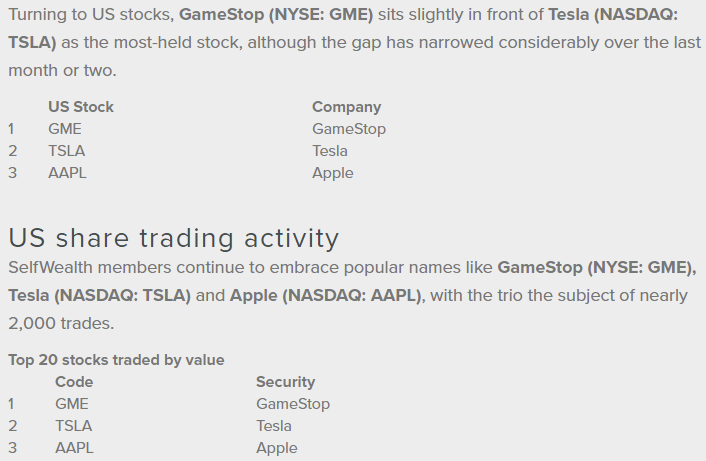 Turning to US stocks, GameStop (NYSE: GME) sits slightly in front of Tesla (NASDAQ:
TSLA) as the most-held stock, although the gap has narrowed considerably over the last
month or two.
US Stock Company
1 GME GameStop
2 TSLA Tesla
3 AAPL Apple
US share trading activity
SelfWealth members continue to embrace popular names like GameStop (NYSE: GME),
Tesla (NASDAQ: TSLA) and Apple (NASDAQ: AAPL), with the trio the subject of nearly
2,000 trades.
Top 20 stocks traded by value
Code Security
1 GME GameStop
2 TSLA Tesla
3 AAPL Apple